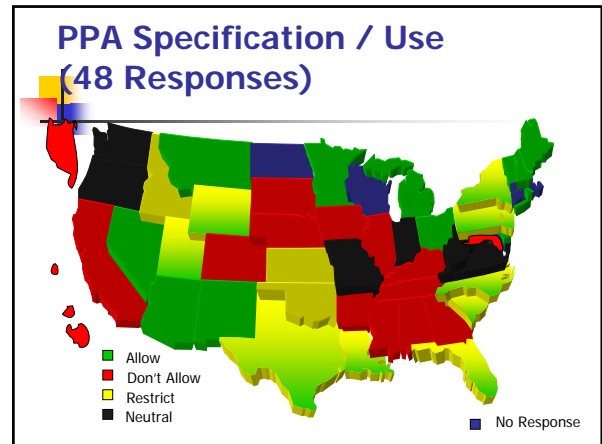 PPA Specification / Use
(48 Responses)
Allow
Don't Allow
Restrict
Neutral
No Response